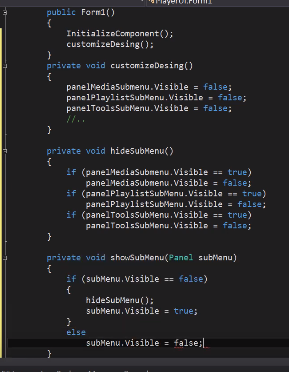 public Form1()
{
InitializeComponent();
customizeDesing();
}
private void customizeDesing()
{
panelMediaSubmenu.Visible = false;
panelPlaylistSubMenu.Visible = false;
panelToolsSubMenu.Visible = false;
//..
}
private void hideSubMenu()
{
if (panelMediaSubmenu.Visible == true)
panelMediaSubmenu.Visible = false;
if (panelPlaylistSubMenu.Visible == true)
panelPlaylistSubMenu.Visible = false;
if (panelToolsSubMenu.Visible == true)
panelToolsSubMenu.Visible = false;
}
private void showSubMenu(Panel subMenu)
{
if (subMenu.Visible == false)
{
hideSubMenu();
subMenu.Visible = true;
}
else
subMenu.Visible = false;
}